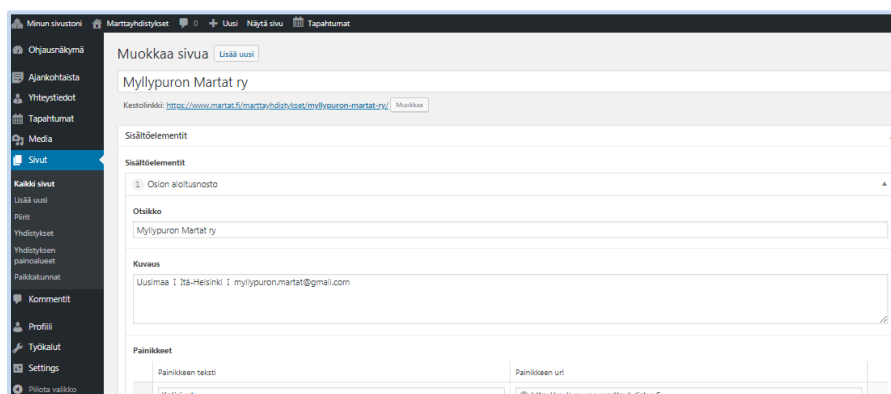 Minun sivustoni Marttayhdistykset 0 + Uusi Näytä sivu Tapahtumat
Ohjausnäkymä
Ajankohtaista
Yhteystiedot
Tapahtumat
Media
Sivut
Kaikki sivut
Lisää uusi
Piirit
Yhdistykset
Yhdistyksen
painoalueet
Paikkakunnat
Kommentit
Profiili
Työkalut
Settings
Piilota valikko
Muokkaa sivua Lisää uusi
Myllypuron Martat ry
Kestolinkki: https://www.martat.fi/marttayhdistykset/myllypuron-martat-ry/ Muokkaa
Sisältöelementit
Sisältöelementit
1 Osion aloitusnosto
Otsikko
Myllypuron Martat ry
Kuvaus
Uusimaa I Itä-Helsinki I myllypuron.martat@gmail.com
Painikkeet
Painikkeen teksti Painikkeen url